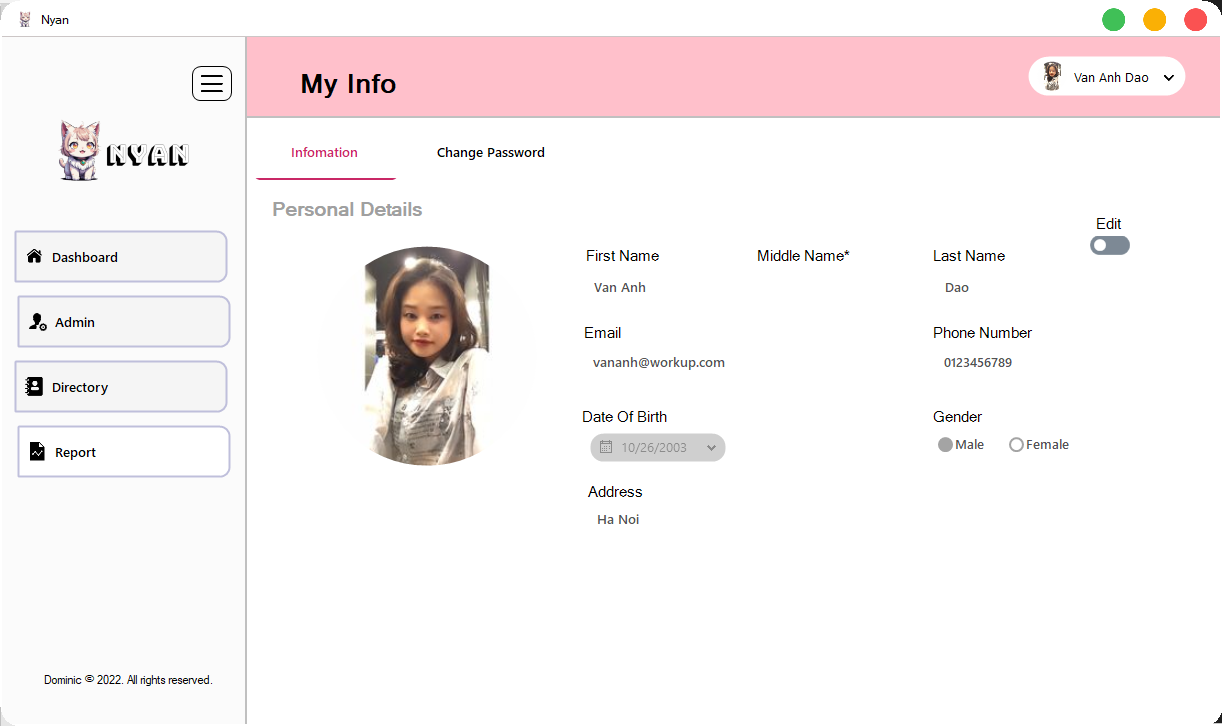 Nyan
My Info
Van Anh Dao
NYAN
Infomation
Change Password
Personal Details
Edit
First Name
Middle Name*
Last Name
Van Anh
Dao
Email
Phone Number
vananh@workup.com
0123456789
Date Of Birth
Gender
10/26/2003
Male
Female
Address
Ha Noi
Dashboard
Admin
Directory
Report
Dominic © 2022. All rights reserved.